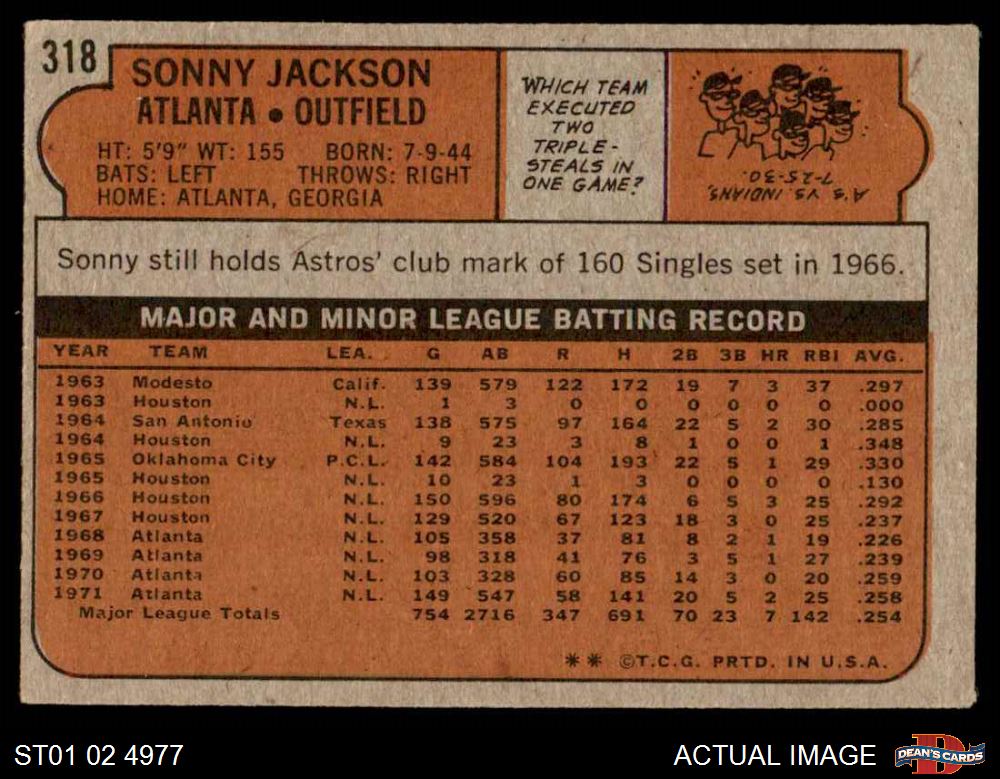 318
SONNY JACKSON
ATLANTA • OUTFIELD
HT: 5'9" WT: 155 BORN: 7-9-44
BATS: LEFT THROWS: RIGHT
HOME: ATLANTA, GEORGIA
WHICH TEAM
EXECUTED
TWO
TRIPLE-
STEALS IN
ONE GAME?
A'S. VS. INDIANS,
7-25-30.
Sonny still holds Astros' club mark of 160 Singles set in 1966.
MAJOR AND MINOR LEAGUE BATTING RECORD
YEAR TEAM LEA. G AB R H 2B 3B HR RBI AVG.
1963 Modesto Calif. 139 579 122 172 19 7 3 37 .297
1963 Houston N.L. 1 3 0 0 0 0 0 0 .000
1964 San Antonio Texas 138 575 97 164 22 5 2 30 .285
1964 Houston N.L. 9 23 3 8 1 0 0 1 .348
1965 Oklahoma City P.C.L. 142 584 104 193 22 5 1 29 .330
1965 Houston N.L. 10 23 1 3 0 0 0 0 .130
1966 Houston N.L. 150 596 80 174 6 5 3 25 .292
1967 Houston N.L. 129 520 67 123 18 3 0 25 .237
1968 Atlanta N.L. 105 358 37 81 8 2 1 19 .226
1969 Atlanta N.L. 98 318 41 76 3 5 1 27 .239
1970 Atlanta N.L. 103 328 60 85 14 3 0 20 .259
1971 Atlanta N.L. 149 547 58 141 20 5 2 25 .258
Major League Totals 754 2716 347 691 70 23 7 142 .254
** ©T.C.G. PRTD. IN U.S.A.
ST01 02 4977
ACTUAL IMAGE
D
DEAN'S CARDS